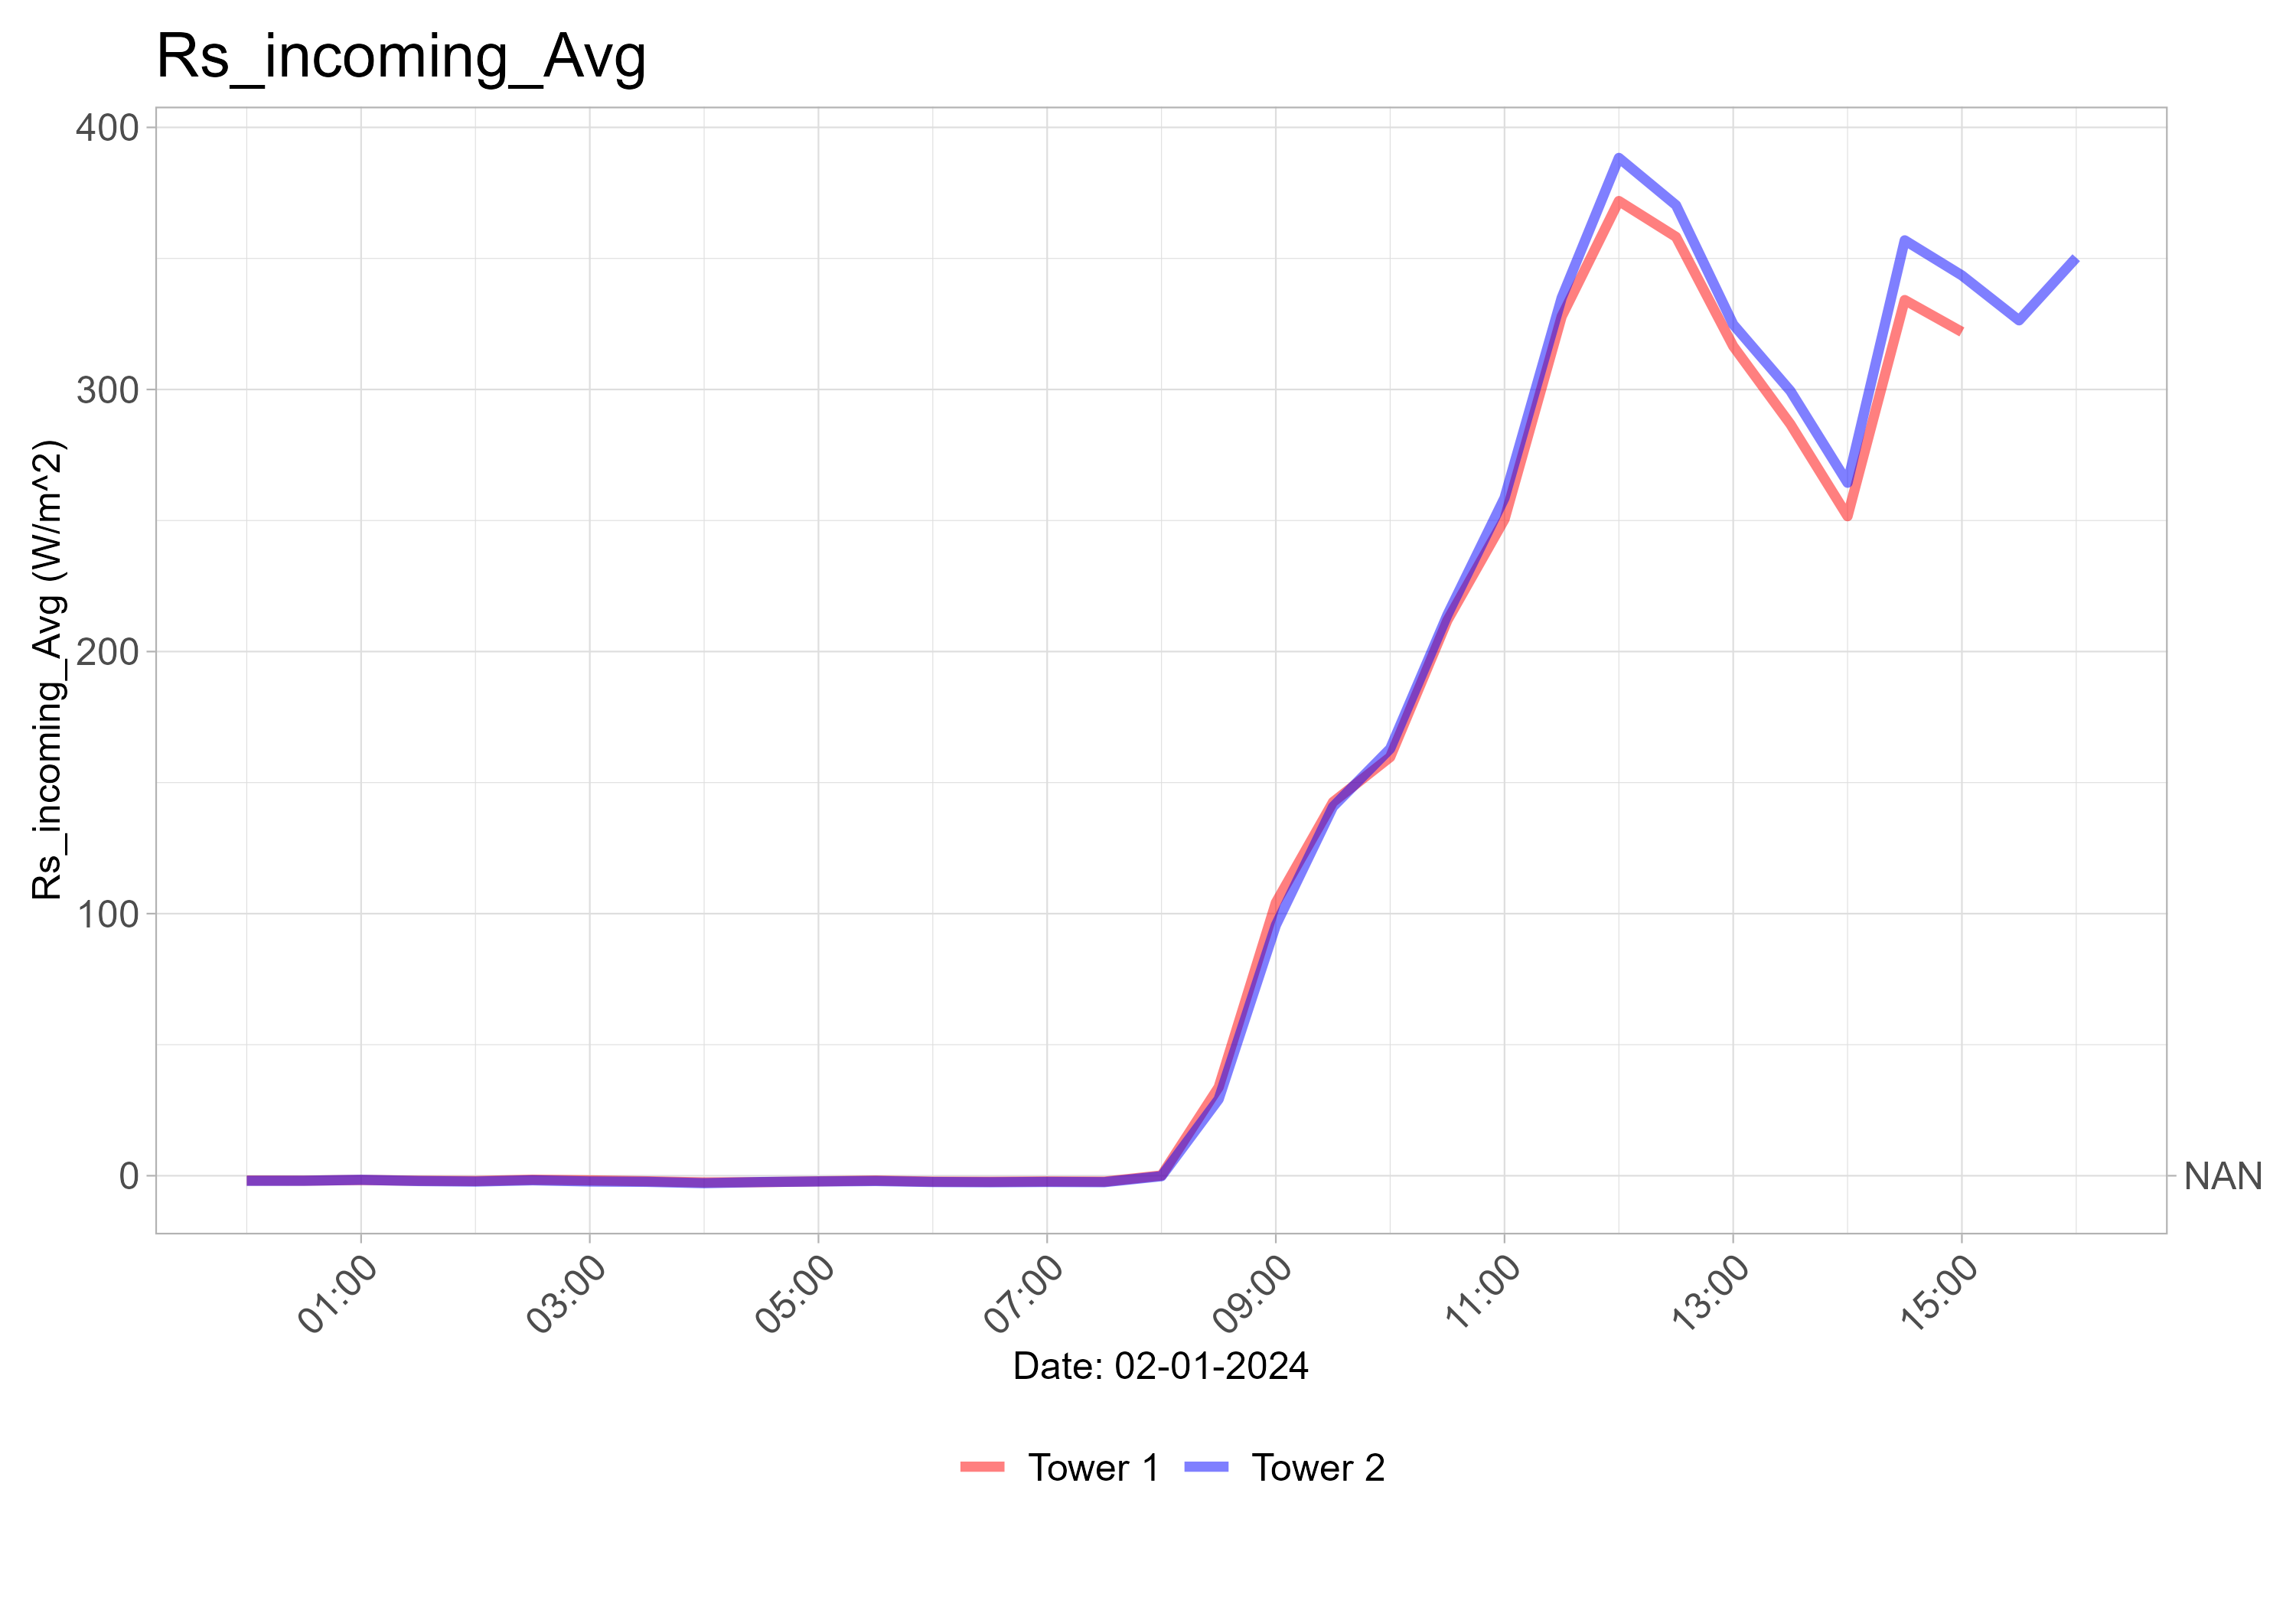 Rs_incoming_Avg
Rs_incoming_Avg (W/m^2)
400
300
200
100
0
NAN
01:00
03:00
05:00
07:00
09:00
11:00
13:00
15:00
Date: 02-01-2024
Tower 1
Tower 2